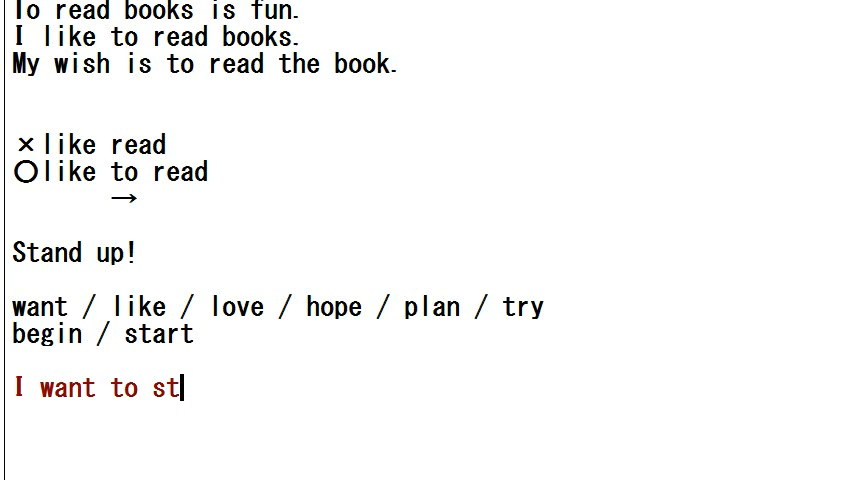 To read books is fun.
I like to read books.
My wish is to read the book.
×like read
○like to read
→
Stand up!
want / like / love / hope / plan / try
begin / start
I want to st